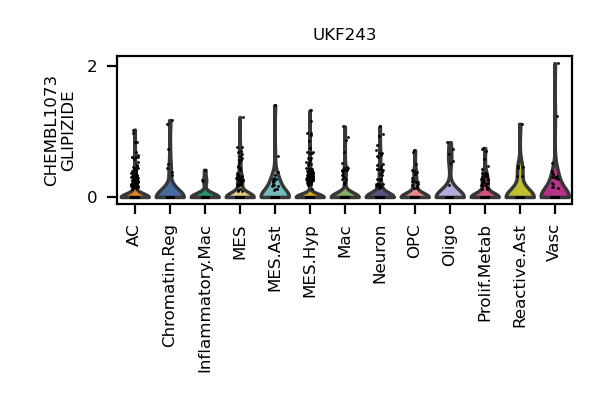 UKF243
CHEMBL1073
GLIPIZIDE
2
0
AC
Chromatin.Reg
Inflammatory.Mac
MES
MES.Ast
MES.Hyp
Mac
Neuron
OPC
Oligo
Prolif.Metab
Reactive.Ast
Vasc